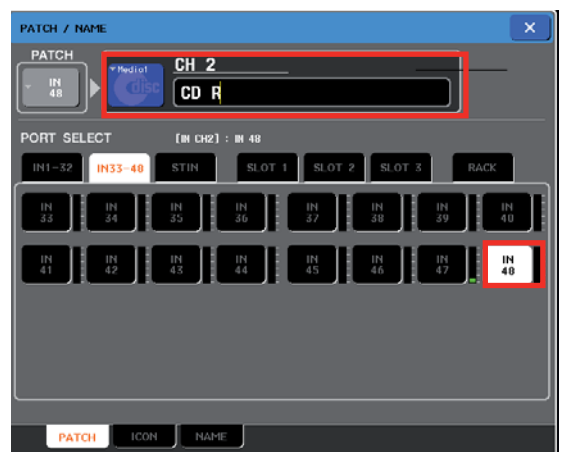 PATCH / NAME
×
PATCH
IN 48
Media1
disc
CH 2
CD R
PORT SELECT [IN CH2] : IN 48
IN1-32 IN33-48 STIN SLOT 1 SLOT 2 SLOT 3 RACK
IN 33 IN 34 IN 35 IN 36 IN 37 IN 38 IN 39 IN 40
IN 41 IN 42 IN 43 IN 44 IN 45 IN 46 IN 47 IN 48
PATCH ICON NAME